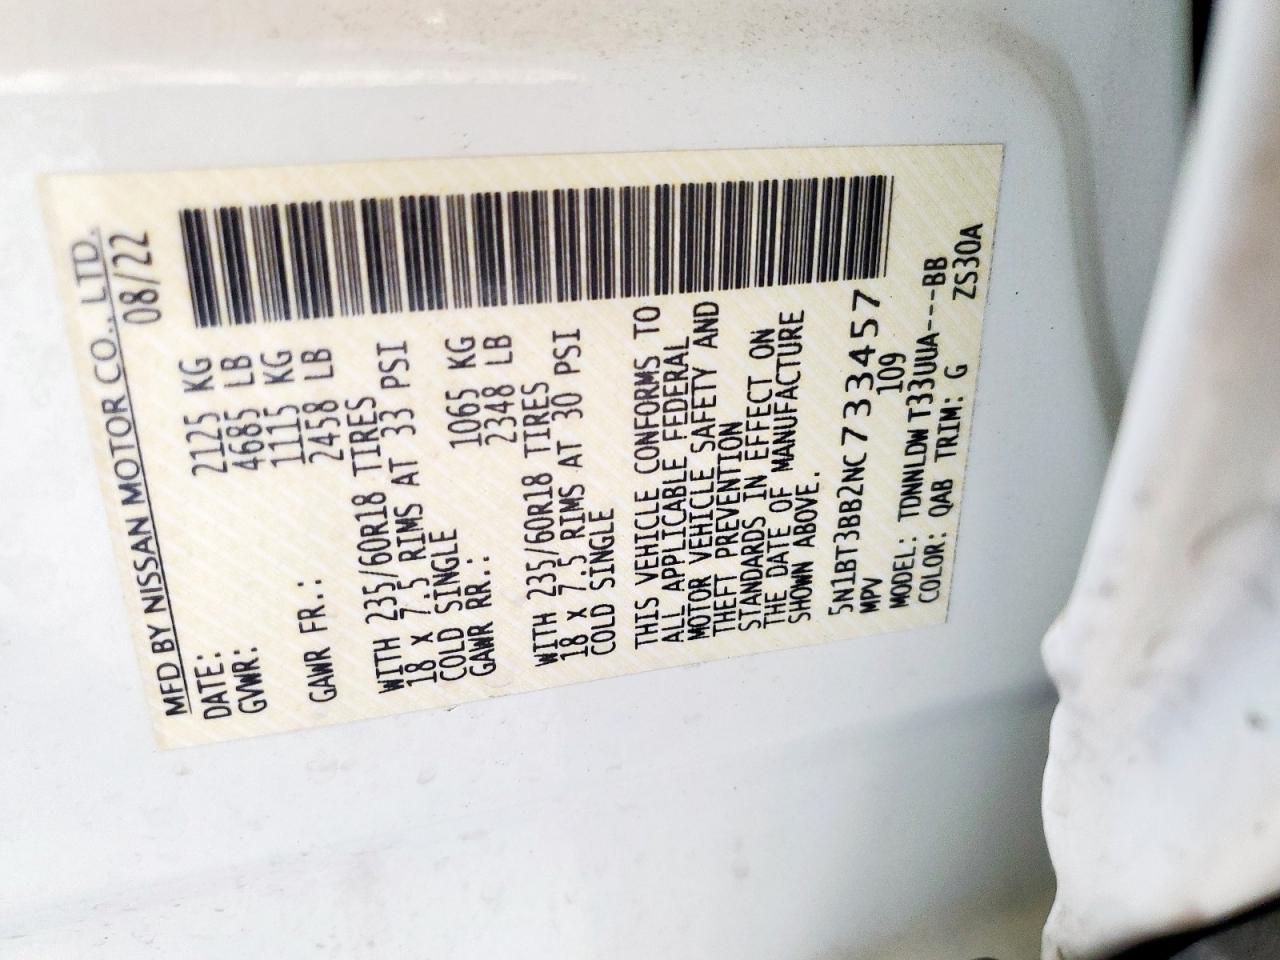 MFD BY NISSAN MOTOR CO., LTD.
DATE: 08/22
GVWR: 2125 KG
4685 LB
GAWR FR.: 1115 KG
2458 LB
WITH 235/60R18 TIRES
18 x 7.5 RIMS AT 33 PSI
COLD SINGLE
GAWR RR.: 1065 KG
2348 LB
WITH 235/60R18 TIRES
18 x 7.5 RIMS AT 30 PSI
COLD SINGLE
THIS VEHICLE CONFORMS TO
ALL APPLICABLE FEDERAL
MOTOR VEHICLE SAFETY AND
THEFT PREVENTION
STANDARDS IN EFFECT ON
THE DATE OF MANUFACTURE
SHOWN ABOVE.
5N1BT3BB2NC733457
MPV 109
MODEL: TDNNLDWT33UUA---BB
COLOR: QAB TRIM: G ZS30A